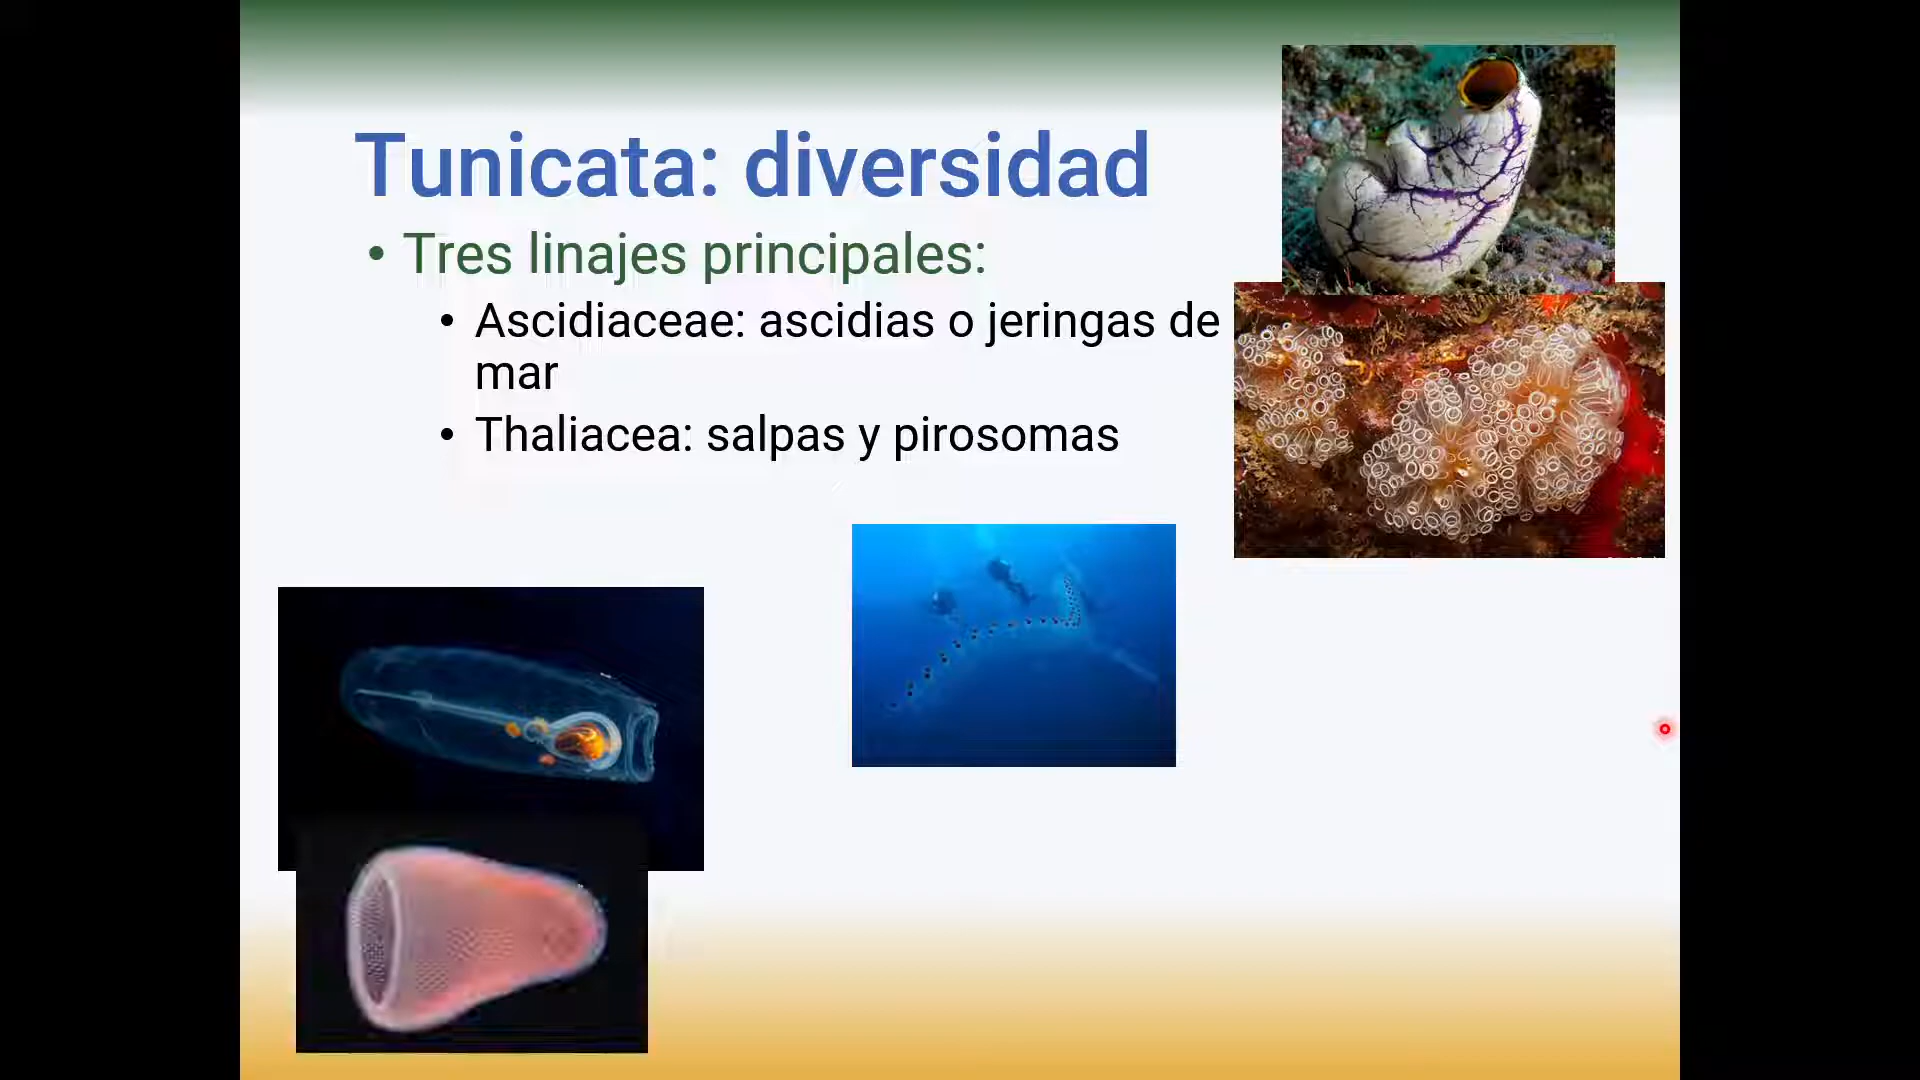 Tunicata: diversidad
• Tres linajes principales:
• Ascidiaceae: ascidias o jeringas de
mar
• Thaliacea: salpas y pirosomas